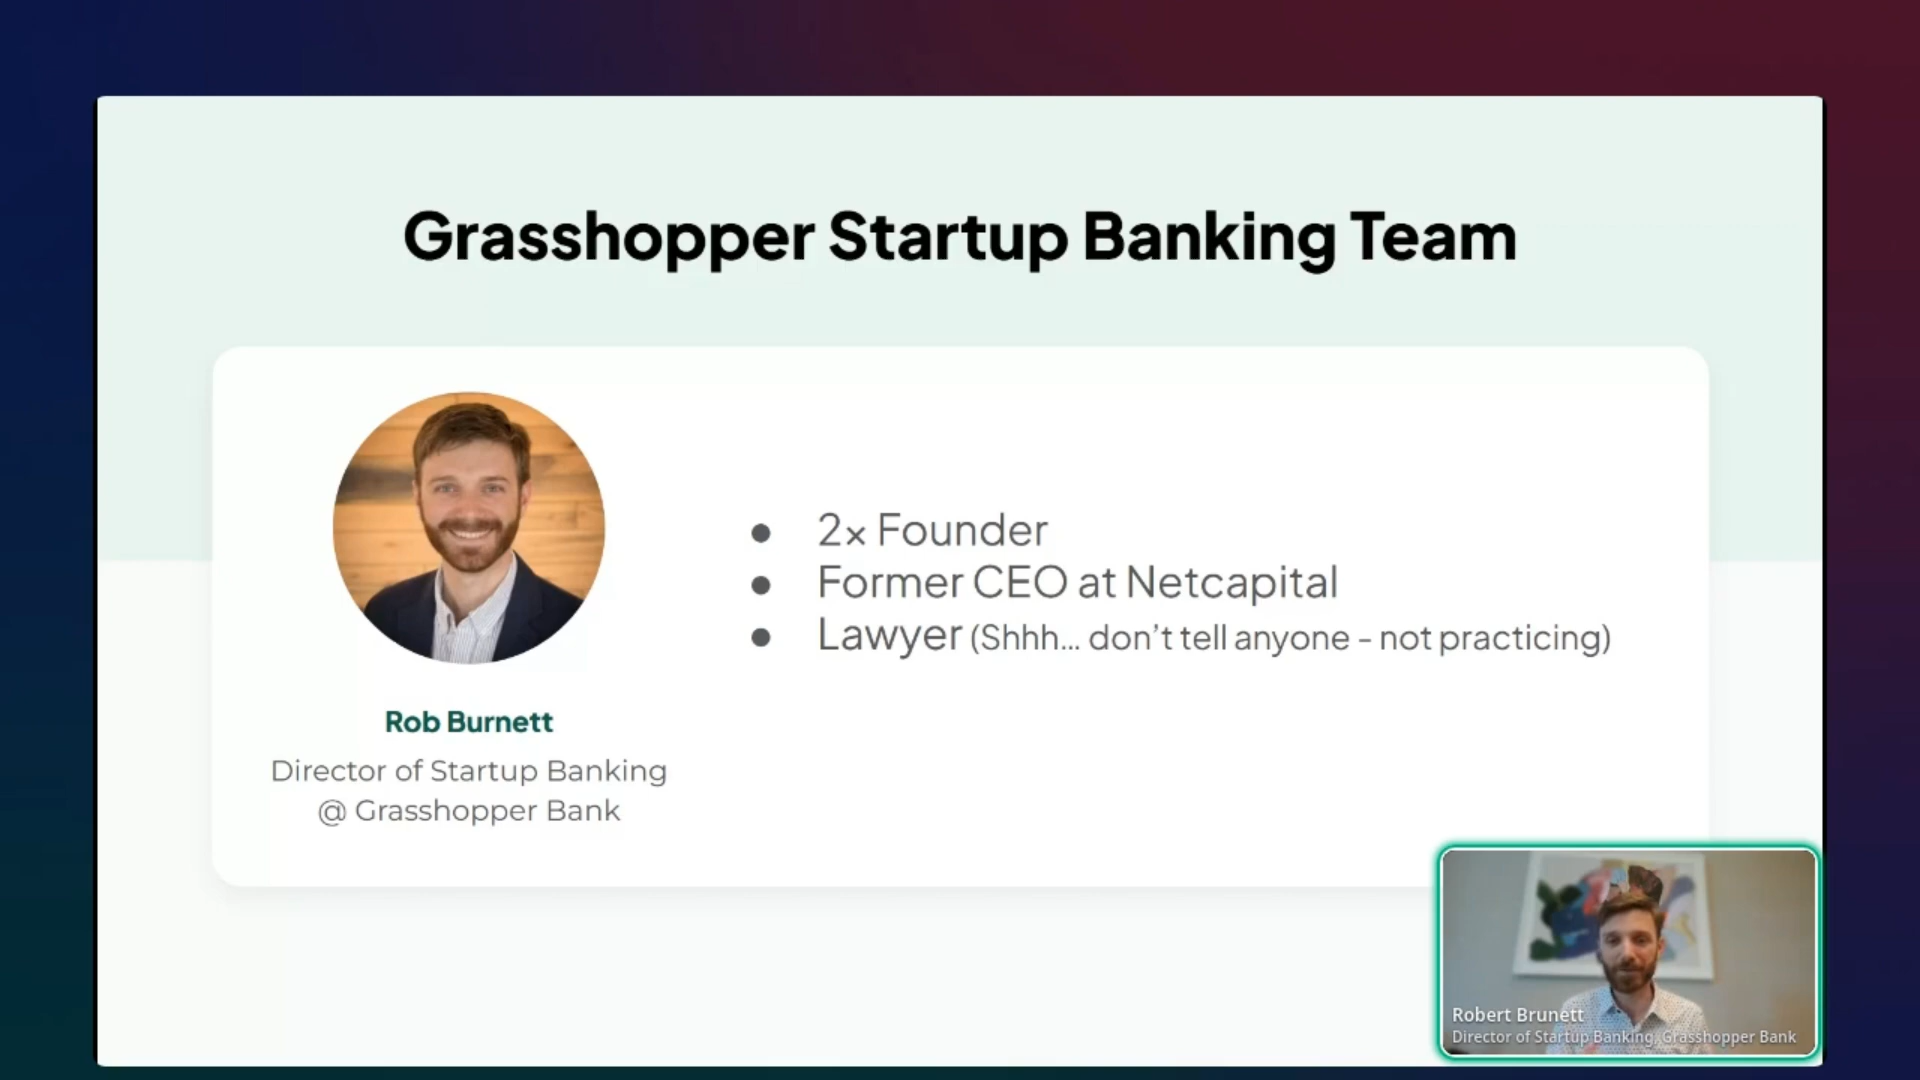 Grasshopper Startup Banking Team
2x Founder
Former CEO at Netcapital
Lawyer (Shhh... don't tell anyone - not practicing)
Rob Burnett
Director of Startup Banking
@ Grasshopper Bank
Robert Brunett
Director of Startup Banking, Grasshopper Bank